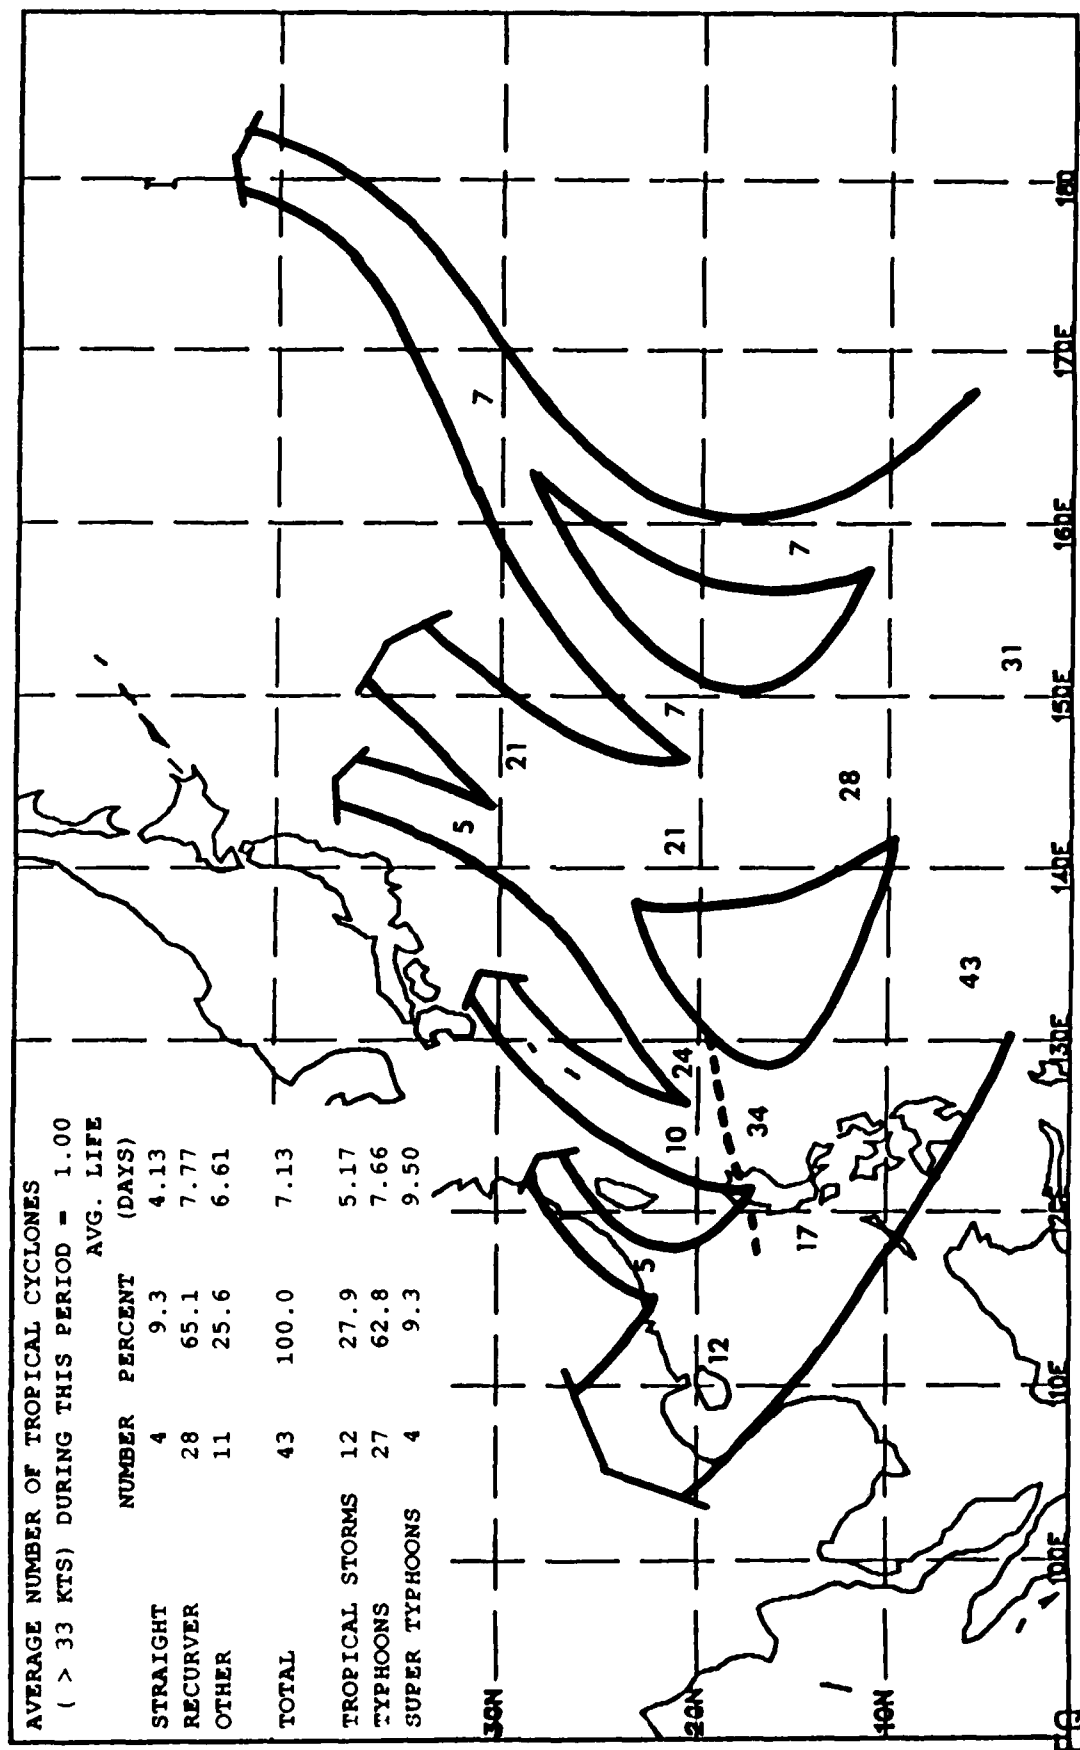 AVERAGE NUMBER OF TROPICAL CYCLONES
( > 33 KTS) DURING THIS PERIOD = 1.00
AVG. LIFE
NUMBER PERCENT (DAYS)
STRAIGHT 4 9.3 4.13
RECURVER 28 65.1 7.77
OTHER 11 25.6 6.61
TOTAL 43 100.0 7.13
TROPICAL STORMS 12 27.9 5.17
TYPHOONS 27 62.8 7.66
SUPER TYPHOONS 4 9.3 9.50
7
5
21
30N
5
10
24
21
7
20N
12
17
34
28
7
10N
43
31
100E
110E
120E
130E
140E
150E
160E
170E
180